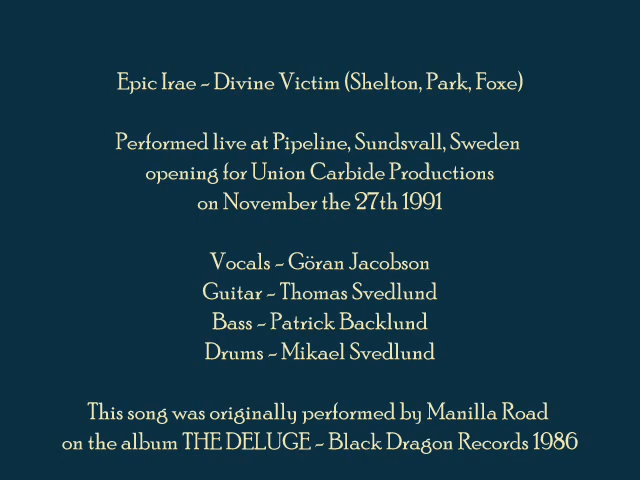 Epic Irae ~ Divine Victim (Shelton, Park, Foxe)
Performed live at Pipeline, Sundsvall, Sweden
opening for Union Carbide Productions
on November the 27th 1991
Vocals ~ Göran Jacobson
Guitar ~ Thomas Svedlund
Bass ~ Patrick Backlund
Drums ~ Mikael Svedlund
This song was originally performed by Manilla Road
on the album THE DELUGE ~ Black Dragon Records 1986